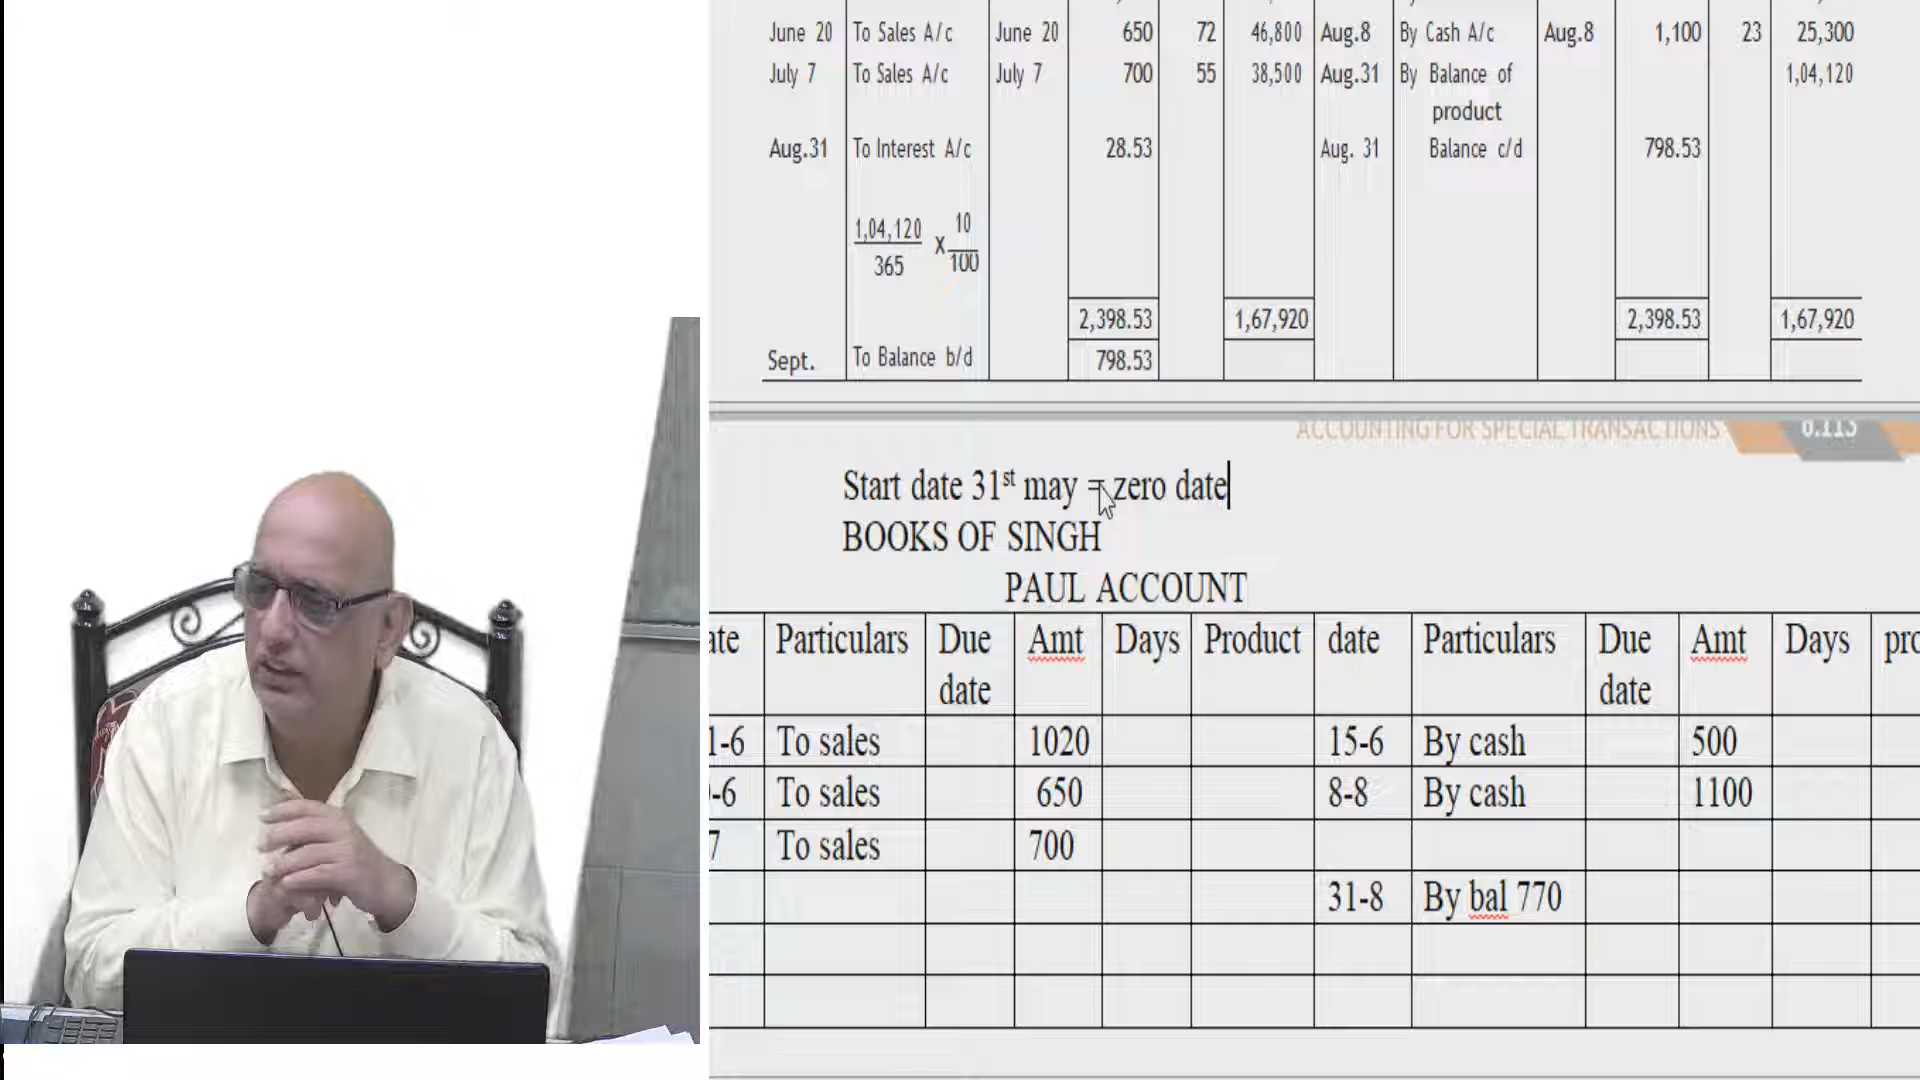 June 20 To Sales A/c June 20 650 72 46,800 Aug.8 By Cash A/c Aug.8 1,100 23 25,300
July 7 To Sales A/c July 7 700 55 38,500 Aug.31 By Balance of 1,04,120
product
Aug.31 To Interest A/c 28.53 Aug. 31 Balance c/d 798.53
1,04,120 x 10
365 100
2,398.53 1,67,920 2,398.53 1,67,920
Sept. To Balance b/d 798.53
ACCOUNTING FOR SPECIAL TRANSACTIONS 6.113
Start date 31st may = zero date
BOOKS OF SINGH
PAUL ACCOUNT
Particulars Due Amt Days Product date Particulars Due Amt Days
date date
1-6 To sales 1020 15-6 By cash 500
-6 To sales 650 8-8 By cash 1100
7 To sales 700
31-8 By bal 770